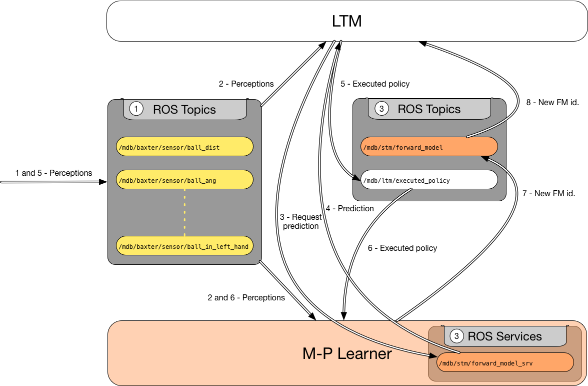 LTM
2 - Perceptions
5 - Executed policy
8 - New FM id.
1 ROS Topics
/mdb/baxter/sensor/ball_dist
/mdb/baxter/sensor/ball_ang
/mdb/baxter/sensor/ball_in_left_hand
3 ROS Topics
/mdb/stm/forward_model
/mdb/ltm/executed_policy
1 and 5 - Perceptions
7 - New FM id.
4 - Prediction
3 - Request
prediction
6 - Executed policy
2 and 6 - Perceptions
M-P Learner
3 ROS Services
/mdb/stm/forward_model_srv